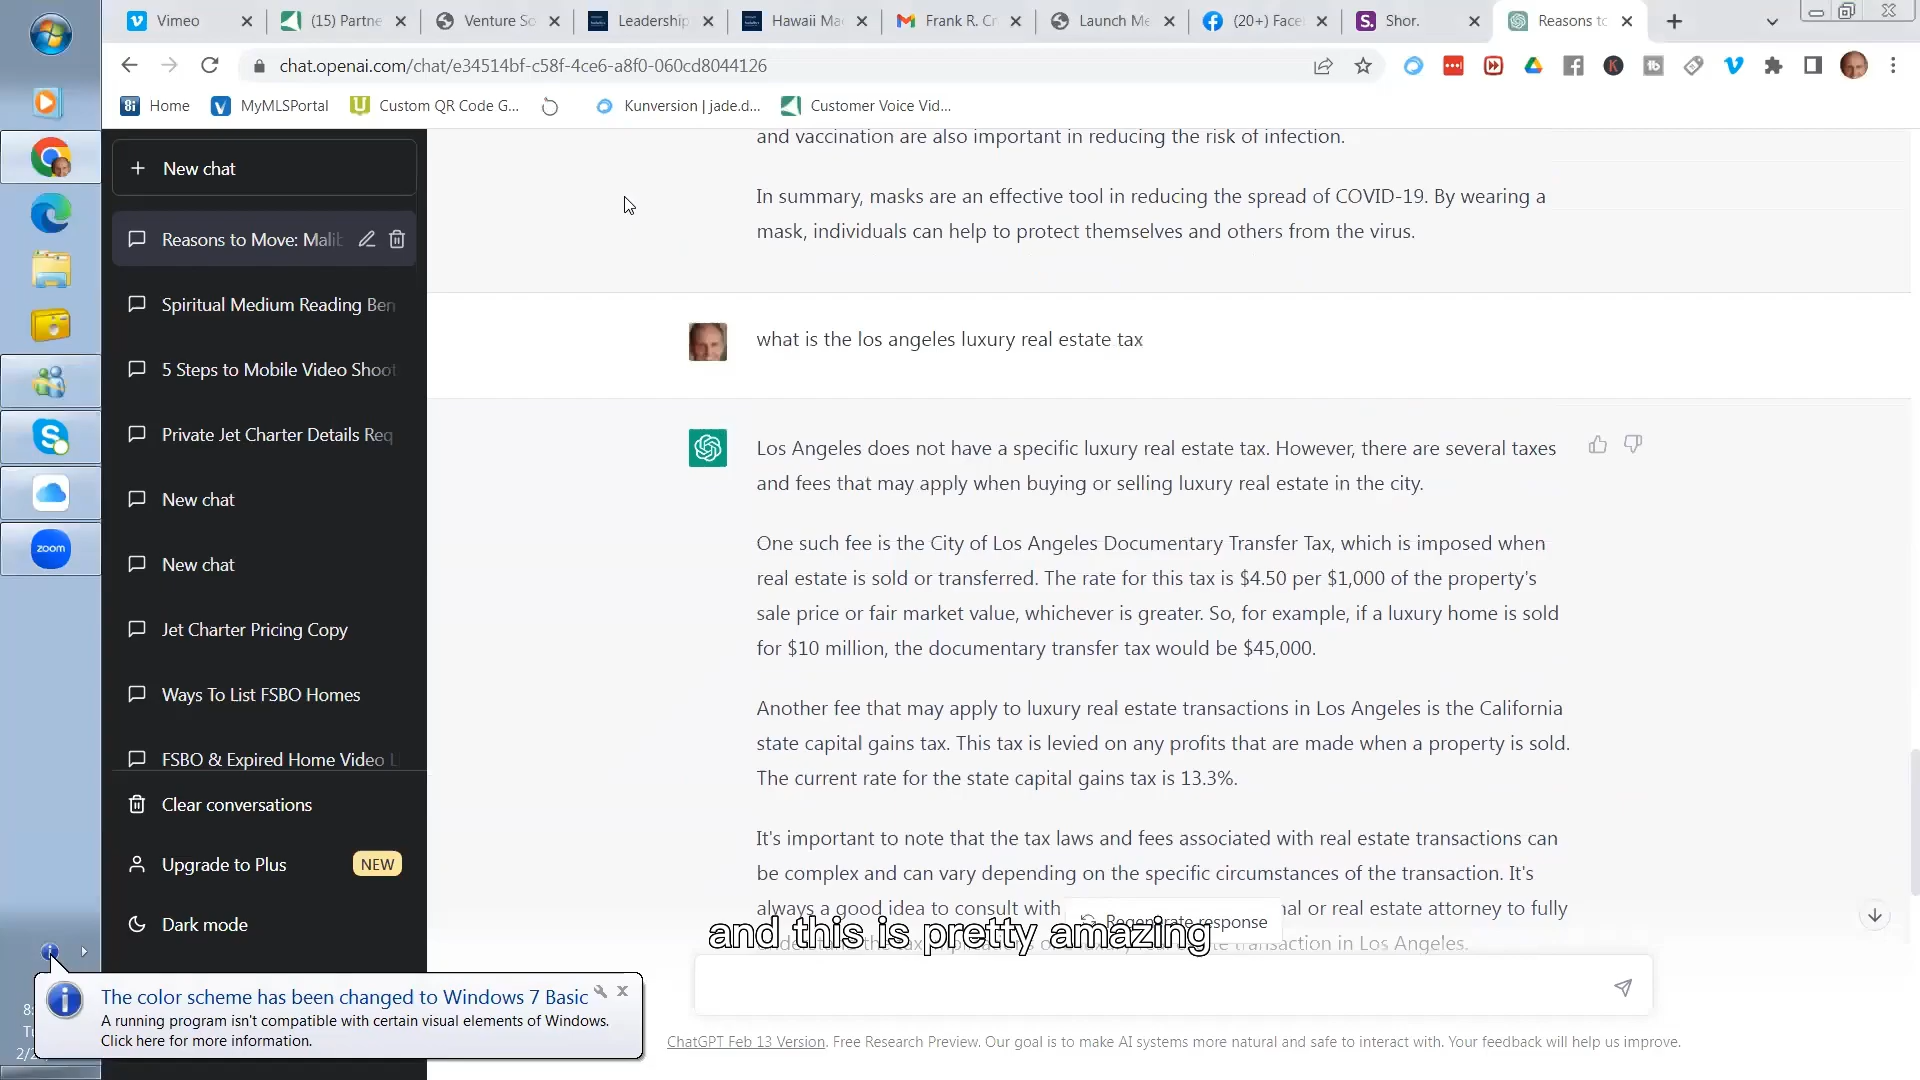 Vimeo
(15) Partne
Venture So
Leadership
Hawaii Ma
Frank R. Cr
Launch Me
(20+) Face
Shor.
Reasons to
chat.openai.com/chat/e34514bf-c58f-4ce6-a8f0-060cd8044126
8i Home
MyMLSPortal
Custom QR Code G...
Kunversion | jade.d...
Customer Voice Vid...
New chat
Reasons to Move: Malib
Spiritual Medium Reading Ben
5 Steps to Mobile Video Shoot
Private Jet Charter Details Req
New chat
New chat
Jet Charter Pricing Copy
Ways To List FSBO Homes
FSBO & Expired Home Video L
Clear conversations
Upgrade to Plus NEW
Dark mode
zoom
and vaccination are also important in reducing the risk of infection.
In summary, masks are an effective tool in reducing the spread of COVID-19. By wearing a
mask, individuals can help to protect themselves and others from the virus.
what is the los angeles luxury real estate tax
Los Angeles does not have a specific luxury real estate tax. However, there are several taxes
and fees that may apply when buying or selling luxury real estate in the city.
One such fee is the City of Los Angeles Documentary Transfer Tax, which is imposed when
real estate is sold or transferred. The rate for this tax is $4.50 per $1,000 of the property's
sale price or fair market value, whichever is greater. So, for example, if a luxury home is sold
for $10 million, the documentary transfer tax would be $45,000.
Another fee that may apply to luxury real estate transactions in Los Angeles is the California
state capital gains tax. This tax is levied on any profits that are made when a property is sold.
The current rate for the state capital gains tax is 13.3%.
It's important to note that the tax laws and fees associated with real estate transactions can
be complex and can vary depending on the specific circumstances of the transaction. It's
always a good idea to consult with
Regenerate response
or real estate attorney to fully
transaction in Los Angeles.
and this is pretty amazing
The color scheme has been changed to Windows 7 Basic
A running program isn't compatible with certain visual elements of Windows.
Click here for more information.
ChatGPT Feb 13 Version. Free Research Preview. Our goal is to make AI systems more natural and safe to interact with. Your feedback will help us improve.